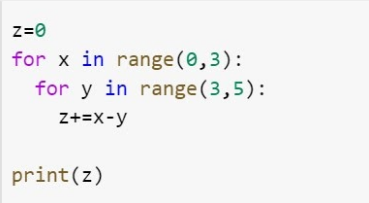 z=0
for x in range(0,3):
  for y in range(3,5):
    z+=x-y

print(z)